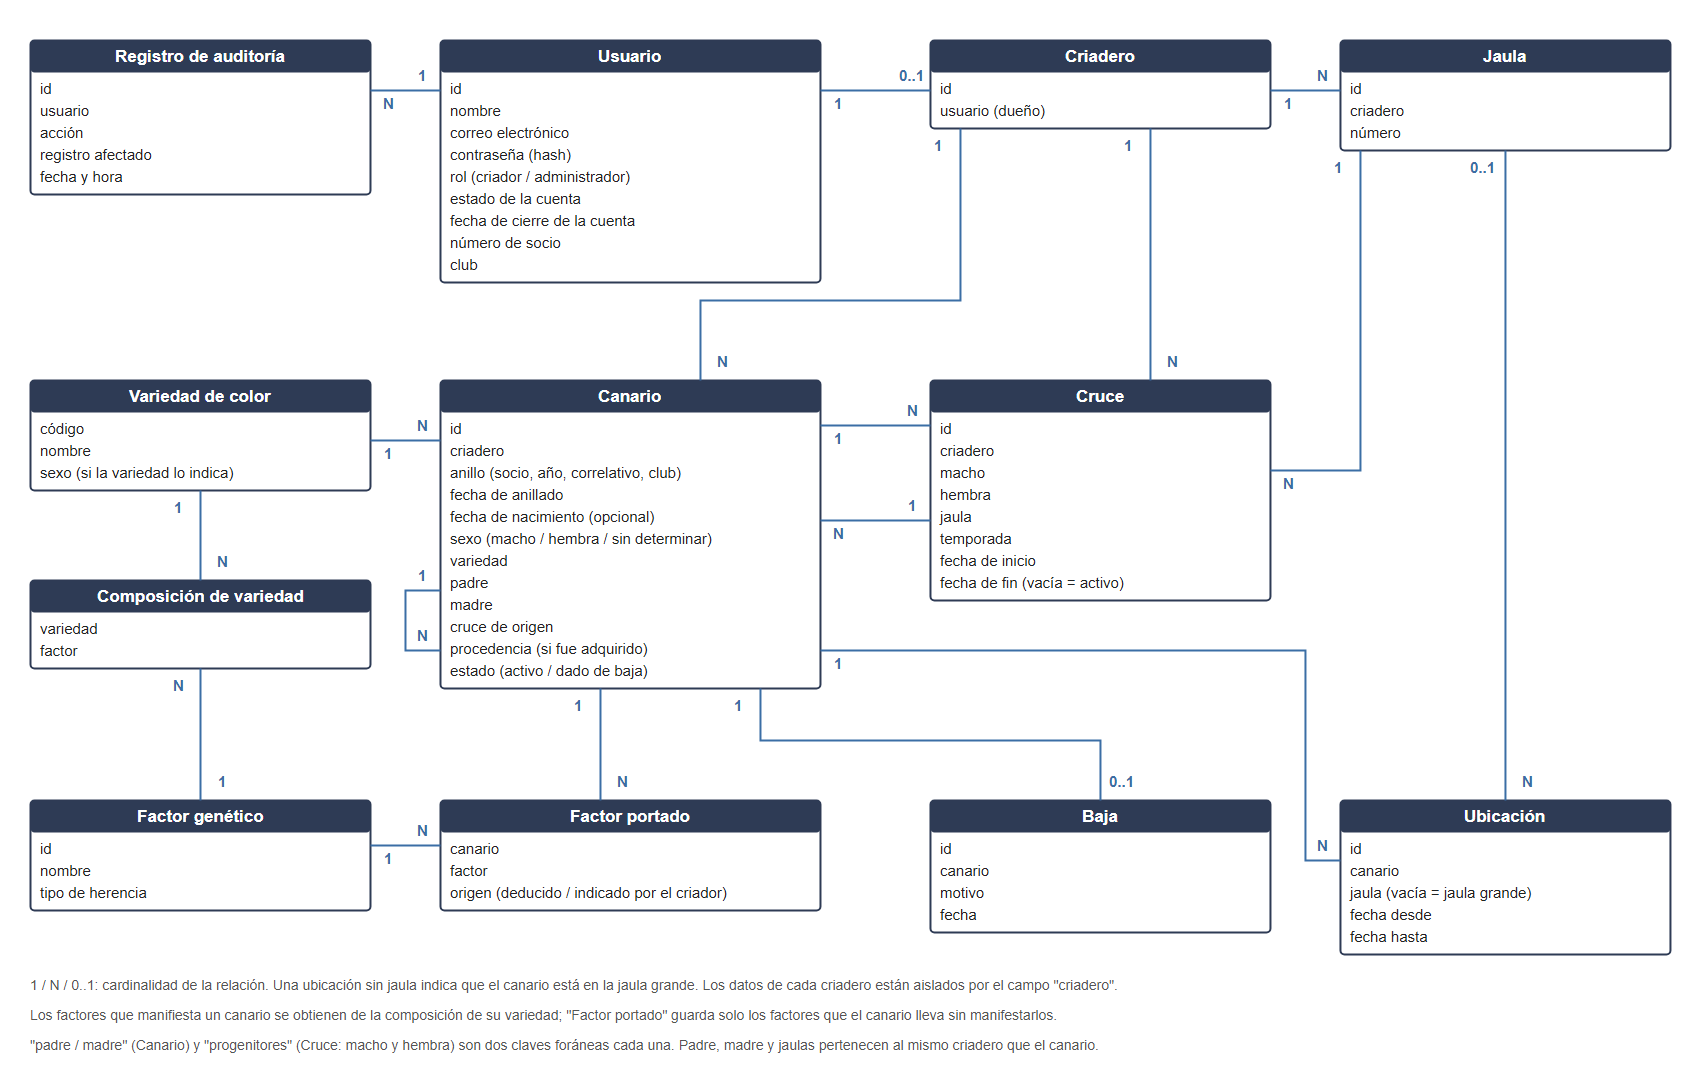 Registro de auditoría
id
usuario
acción
registro afectado
fecha y hora
1
N
Usuario
id
nombre
correo electrónico
contraseña (hash)
rol (criador / administrador)
estado de la cuenta
fecha de cierre de la cuenta
número de socio
club
0..1
1
Criadero
id
usuario (dueño)
N
1
Jaula
id
criadero
número
1
1
1
0..1
N
N
Variedad de color
código
nombre
sexo (si la variedad lo indica)
N
1
Canario
id
criadero
anillo (socio, año, correlativo, club)
fecha de anillado
fecha de nacimiento (opcional)
sexo (macho / hembra / sin determinar)
variedad
padre
madre
cruce de origen
procedencia (si fue adquirido)
estado (activo / dado de baja)
N
1
1
N
Cruce
id
criadero
macho
hembra
jaula
temporada
fecha de inicio
fecha de fin (vacía = activo)
N
1
N
1
N
Composición de variedad
variedad
factor
1
N
1
1
N
1
N
0..1
N
N
Factor genético
id
nombre
tipo de herencia
N
1
Factor portado
canario
factor
origen (deducido / indicado por el criador)
Baja
id
canario
motivo
fecha
Ubicación
id
canario
jaula (vacía = jaula grande)
fecha desde
fecha hasta
1 / N / 0..1: cardinalidad de la relación. Una ubicación sin jaula indica que el canario está en la jaula grande. Los datos de cada criadero están aislados por el campo "criadero".
Los factores que manifiesta un canario se obtienen de la composición de su variedad; "Factor portado" guarda solo los factores que el canario lleva sin manifestarlos.
"padre / madre" (Canario) y "progenitores" (Cruce: macho y hembra) son dos claves foráneas cada una. Padre, madre y jaulas pertenecen al mismo criadero que el canario.